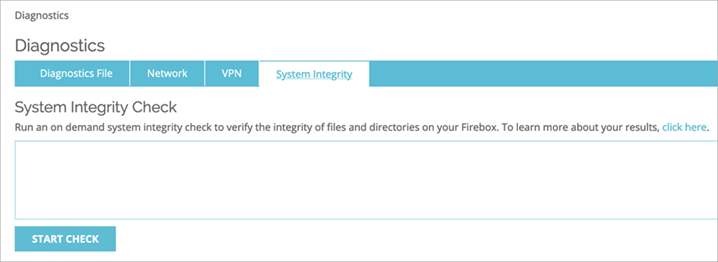 Diagnostics
Diagnostics
Diagnostics File Network VPN System Integrity
System Integrity Check
Run an on demand system integrity check to verify the integrity of files and directories on your Firebox. To learn more about your results, click here.
START CHECK